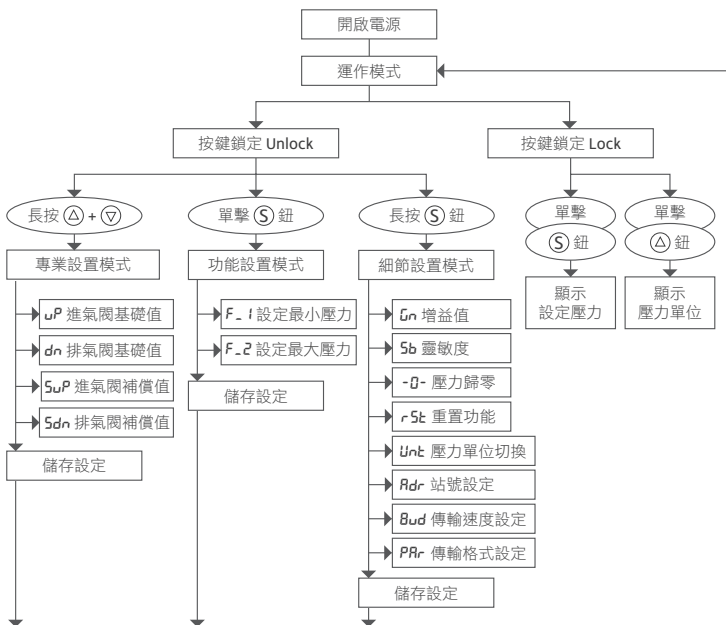 開啟電源
運作模式
按鍵鎖定 Unlock
按鍵鎖定 Lock
長按 △ + ▽
單擊 Ⓢ 鈕
長按 Ⓢ 鈕
單擊
Ⓢ 鈕
單擊
△ 鈕
專業設置模式
功能設置模式
細節設置模式
顯示
設定壓力
顯示
壓力單位
uP 進氣閥基礎值
dn 排氣閥基礎值
SuP 進氣閥補償值
Sdn 排氣閥補償值
儲存設定
F_1 設定最小壓力
F_2 設定最大壓力
儲存設定
Gn 增益值
Sb 靈敏度
-0- 壓力歸零
rSt 重置功能
Unt 壓力單位切換
Adr 站號設定
Bud 傳輸速度設定
PAr 傳輸格式設定
儲存設定